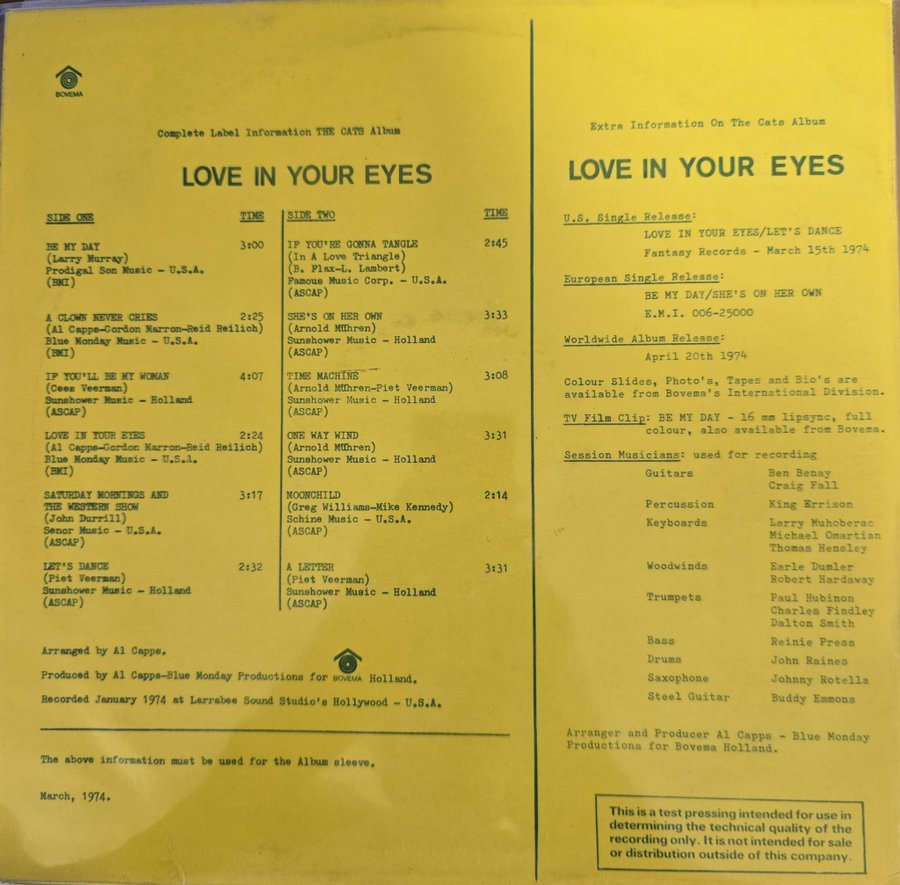 BOVEMA
Complete Label Information THE CATS Album
LOVE IN YOUR EYES
SIDE ONE TIME
BE MY DAY 3:00
(Larry Murray)
Prodigal Son Music - U.S.A.
(BMI)
A CLOWN NEVER CRIES 2:25
(Al Capps-Gordon Marron-Reid Reilich)
Blue Monday Music - U.S.A.
(BMI)
IF YOU'LL BE MY WOMAN 4:07
(Cees Veerman)
Sunshower Music - Holland
(ASCAP)
LOVE IN YOUR EYES 2:24
(Al Capps-Gordon Marron-Reid Reilich)
Blue Monday Music - U.S.A.
(BMI)
SATURDAY MORNINGS AND 3:17
THE WESTERN SHOW
(John Durrill)
Senor Music - U.S.A.
(ASCAP)
LET'S DANCE 2:32
(Piet Veerman)
Sunshower Music - Holland
(ASCAP)
SIDE TWO TIME
IF YOU'RE GONNA TANGLE 2:45
(In A Love Triangle)
(B. Flax-L. Lambert)
Famous Music Corp. - U.S.A.
(ASCAP)
SHE'S ON HER OWN 3:33
(Arnold Mühren)
Sunshower Music - Holland
(ASCAP)
TIME MACHINE 3:08
(Arnold Mühren-Piet Veerman)
Sunshower Music - Holland
(ASCAP)
ONE WAY WIND 3:31
(Arnold Mühren)
Sunshower Music - Holland
(ASCAP)
MOONCHILD 2:14
(Greg Williams-Mike Kennedy)
Schine Music - U.S.A.
(ASCAP)
A LETTER 3:31
(Piet Veerman)
Sunshower Music - Holland
(ASCAP)
Arranged by Al Capps.
Produced by Al Capps-Blue Monday Productions for BOVEMA Holland.
Recorded January 1974 at Larrabee Sound Studio's Hollywood - U.S.A.
The above information must be used for the Album sleeve.
March, 1974.
Extra Information On The Cats Album
LOVE IN YOUR EYES
U.S. Single Release:
LOVE IN YOUR EYES/LET'S DANCE
Fantasy Records - March 15th 1974
European Single Release:
BE MY DAY/SHE'S ON HER OWN
E.M.I. 006-25000
Worldwide Album Release:
April 20th 1974
Colour Slides, Photo's, Tapes and Bio's are
available from Bovema's International Division.
TV Film Clip: BE MY DAY - 16 mm lipsync, full
colour, also available from Bovema.
Session Musicians: used for recording
Guitars Ben Benay
Craig Fall
Percussion King Errison
Keyboards Larry Muhoberac
Michael Omartian
Thomas Hensley
Woodwinds Earle Dumler
Robert Hardaway
Trumpets Paul Hubinon
Charles Findley
Dalton Smith
Bass Reinie Press
Drums John Raines
Saxophone Johnny Rotella
Steel Guitar Buddy Emmons
Arranger and Producer Al Capps - Blue Monday
Productions for Bovema Holland.
This is a test pressing intended for use in
determining the technical quality of the
recording only. It is not intended for sale
or distribution outside of this company.